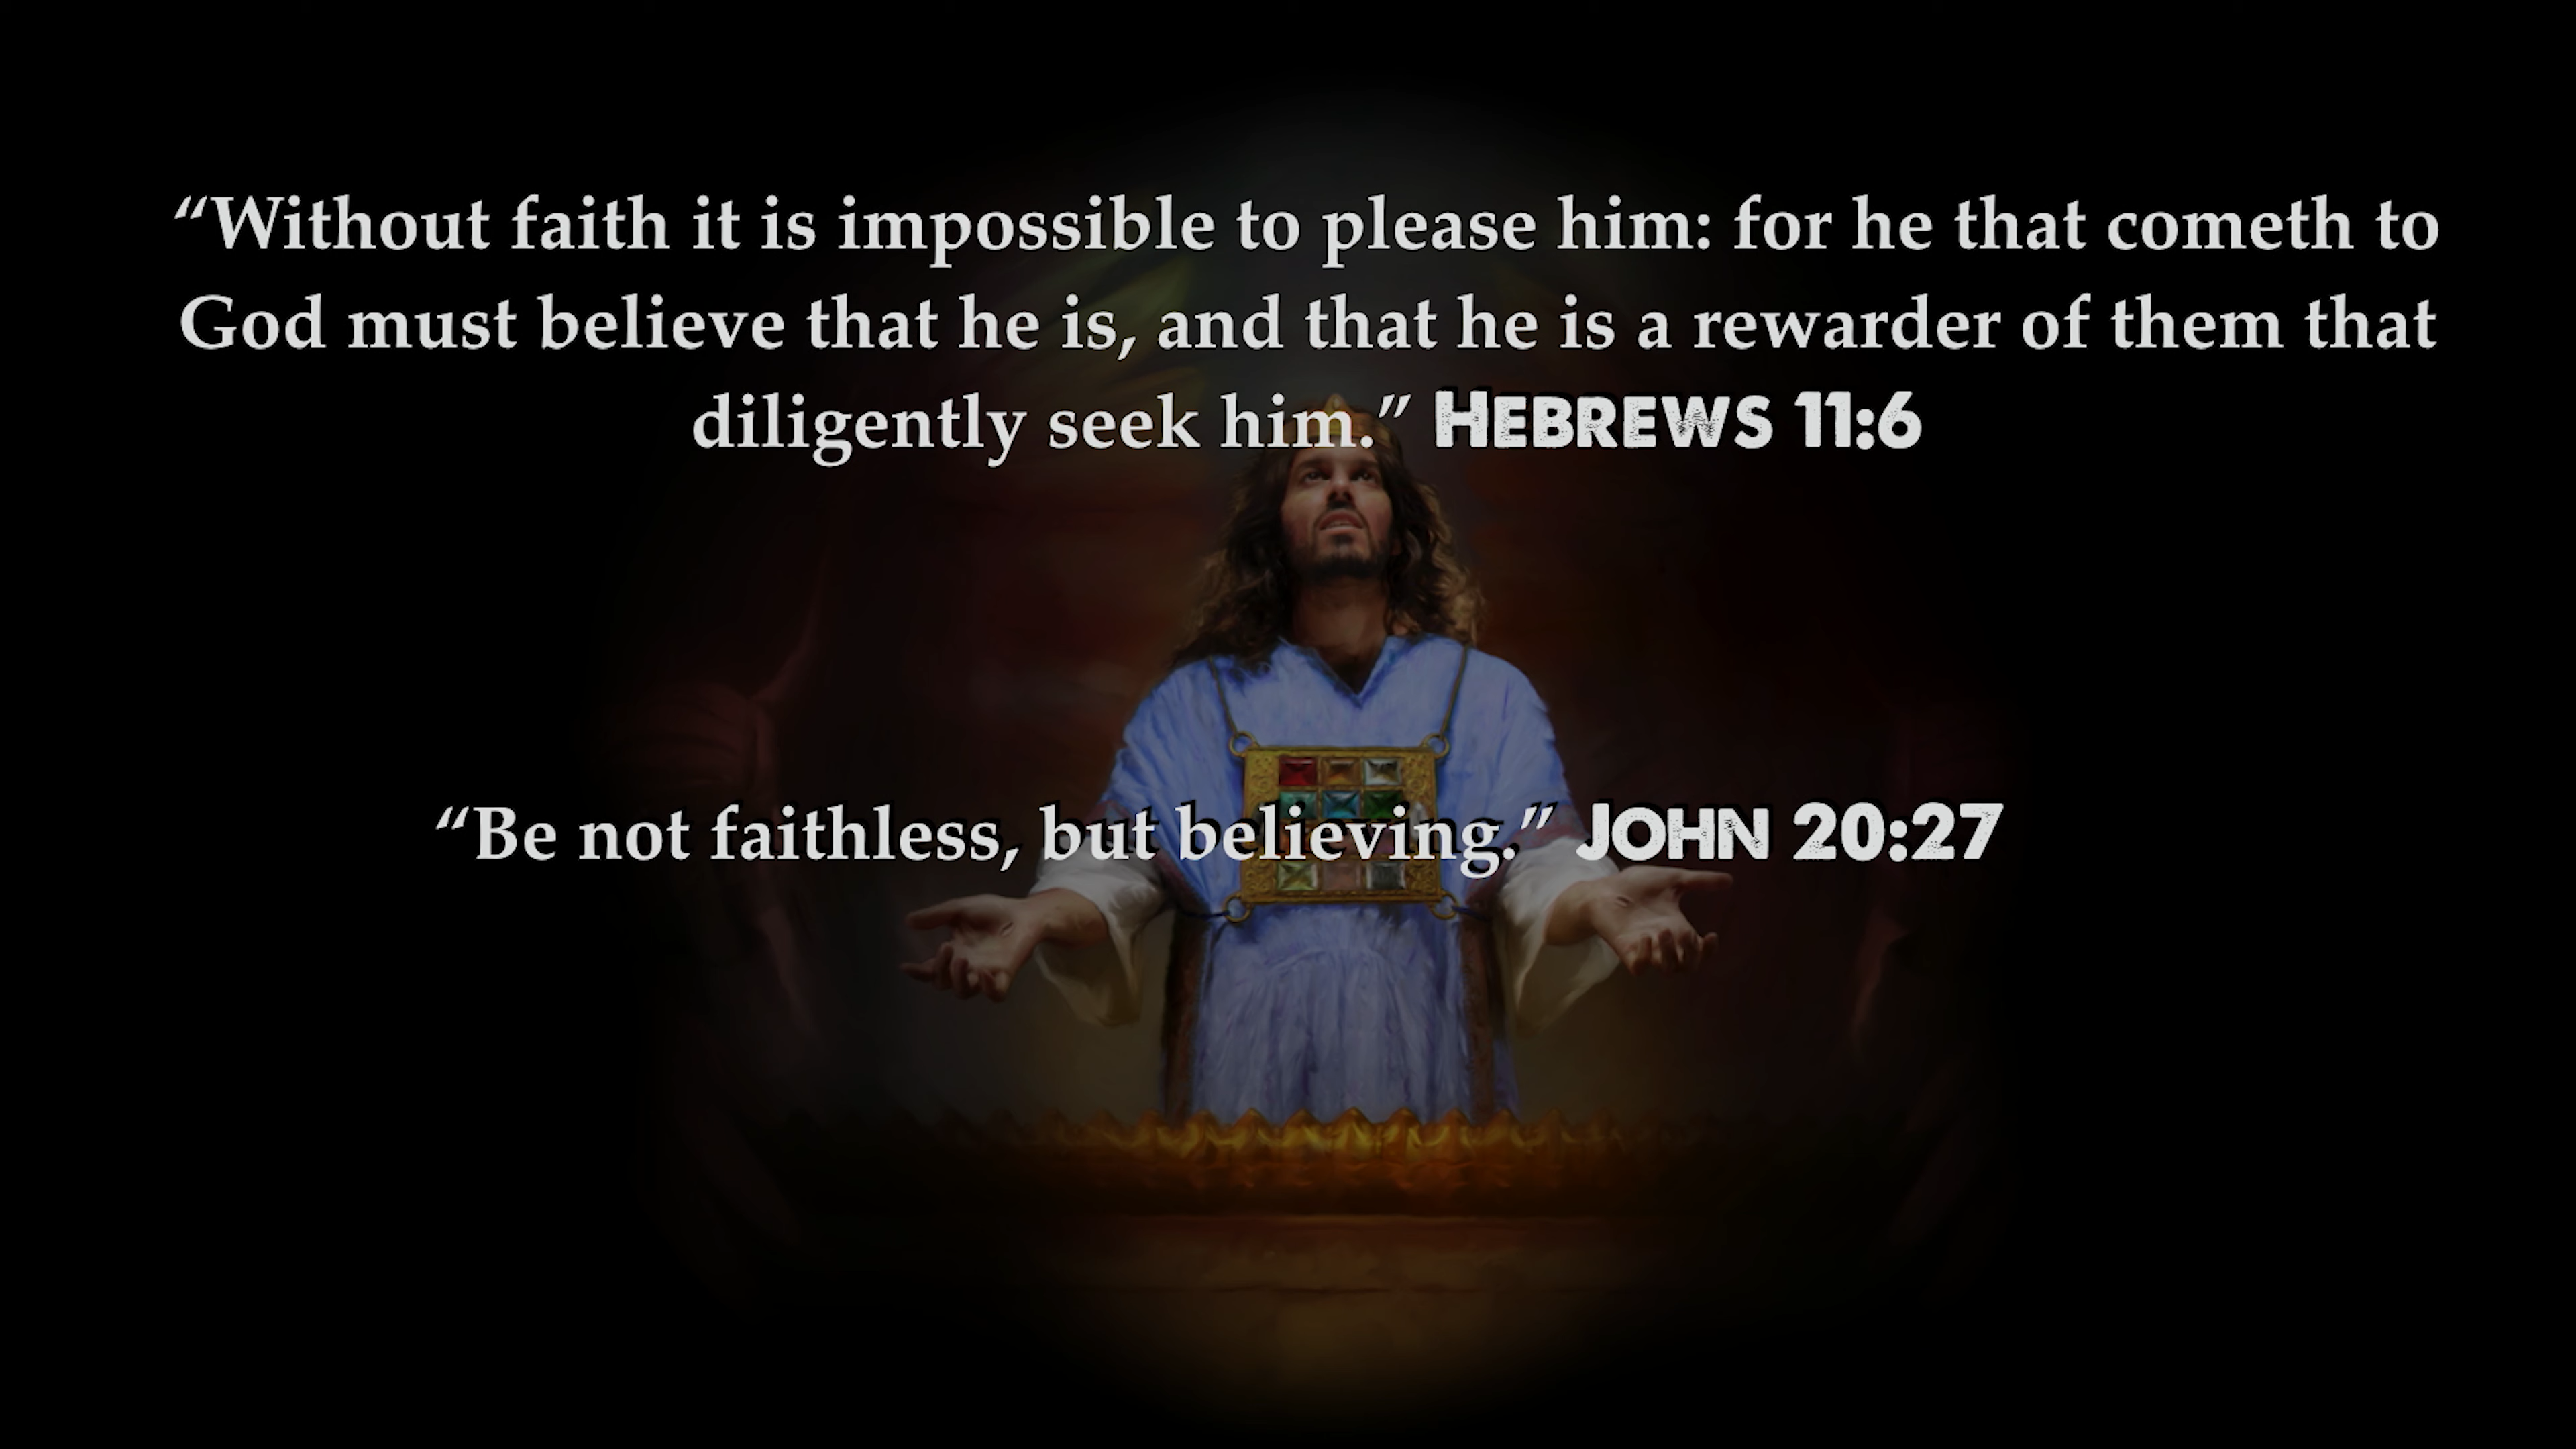 “Without faith it is impossible to please him: for he that cometh to
God must believe that he is, and that he is a rewarder of them that
diligently seek him.” HEBREWS 11:6
“Be not faithless, but believing.” JOHN 20:27